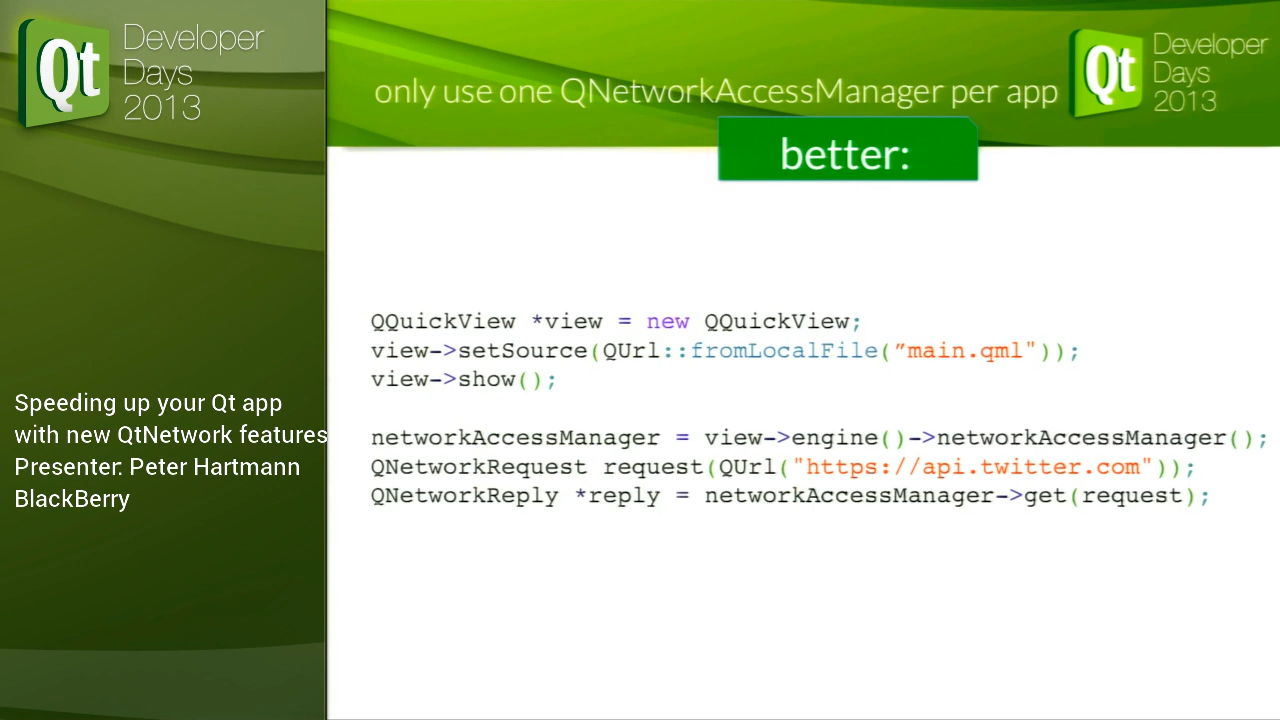 Qt Developer
Days
2013
Speeding up your Qt app
with new QtNetwork features
Presenter: Peter Hartmann
BlackBerry
only use one QNetworkAccessManager per app
Qt Developer
Days
2013
better:
QQuickView *view = new QQuickView;
view->setSource(QUrl::fromLocalFile(”main.qml"));
view->show();
networkAccessManager = view->engine()->networkAccessManager();
QNetworkRequest request(QUrl("https://api.twitter.com"));
QNetworkReply *reply = networkAccessManager->get(request);